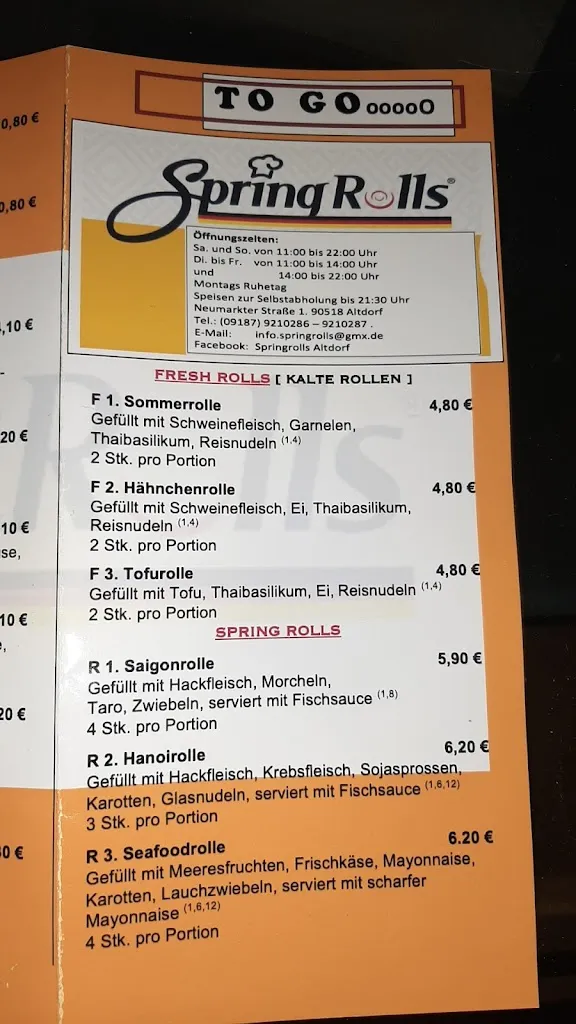 TO GOooooO
Spring Rolls®
Öffnungszeiten:
Sa. und So. von 11:00 bis 22:00 Uhr
Di. bis Fr. von 11:00 bis 14:00 Uhr
und 14:00 bis 22:00 Uhr
Montags Ruhetag
Speisen zur Selbstabholung bis 21:30 Uhr
Neumarkter Straße 1. 90518 Altdorf
Tel.: (09187) 9210286 – 9210287 .
E-Mail: info.springrolls@gmx.de
Facebook: Springrolls Altdorf
FRESH ROLLS [ KALTE ROLLEN ]
F 1. Sommerrolle 4,80 €
Gefüllt mit Schweinefleisch, Garnelen,
Thaibasilikum, Reisnudeln (1,4)
2 Stk. pro Portion
F 2. Hähnchenrolle 4,80 €
Gefüllt mit Schweinefleisch, Ei, Thaibasilikum,
Reisnudeln (1,4)
2 Stk. pro Portion
F 3. Tofurolle 4,80 €
Gefüllt mit Tofu, Thaibasilikum, Ei, Reisnudeln (1,4)
2 Stk. pro Portion
SPRING ROLLS
R 1. Saigonrolle 5,90 €
Gefüllt mit Hackfleisch, Morcheln,
Taro, Zwiebeln, serviert mit Fischsauce (1,8)
4 Stk. pro Portion
R 2. Hanoirolle 6,20 €
Gefüllt mit Hackfleisch, Krebsfleisch, Sojasprossen,
Karotten, Glasnudeln, serviert mit Fischsauce (1,6,12)
3 Stk. pro Portion
R 3. Seafoodrolle 6.20 €
Gefüllt mit Meeresfruchten, Frischkäse, Mayonnaise,
Karotten, Lauchzwiebeln, serviert mit scharfer
Mayonnaise (1,6,12)
4 Stk. pro Portion